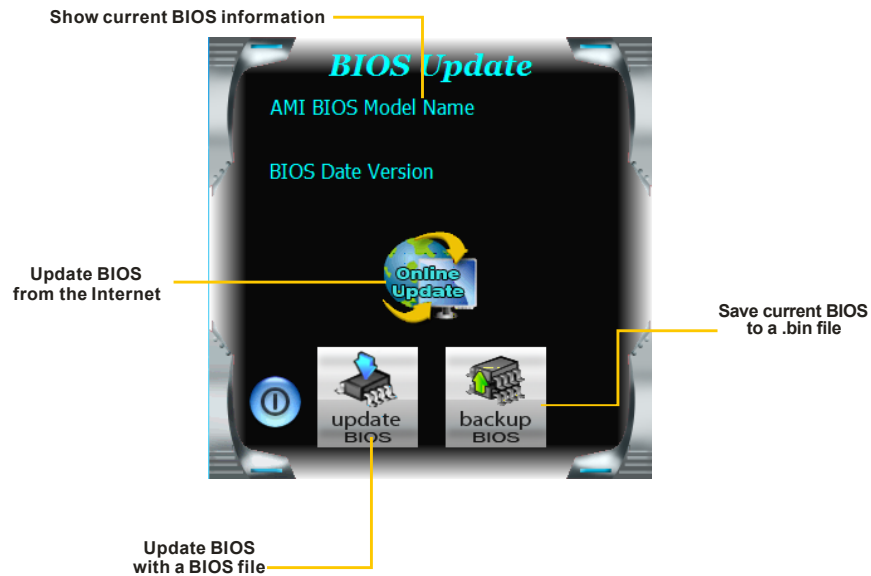 Show current BIOS information
BIOS Update
AMI BIOS Model Name
BIOS Date Version
Online
Update
Update BIOS
from the Internet
Save current BIOS
to a .bin file
update
BIOS
backup
BIOS
Update BIOS
with a BIOS file